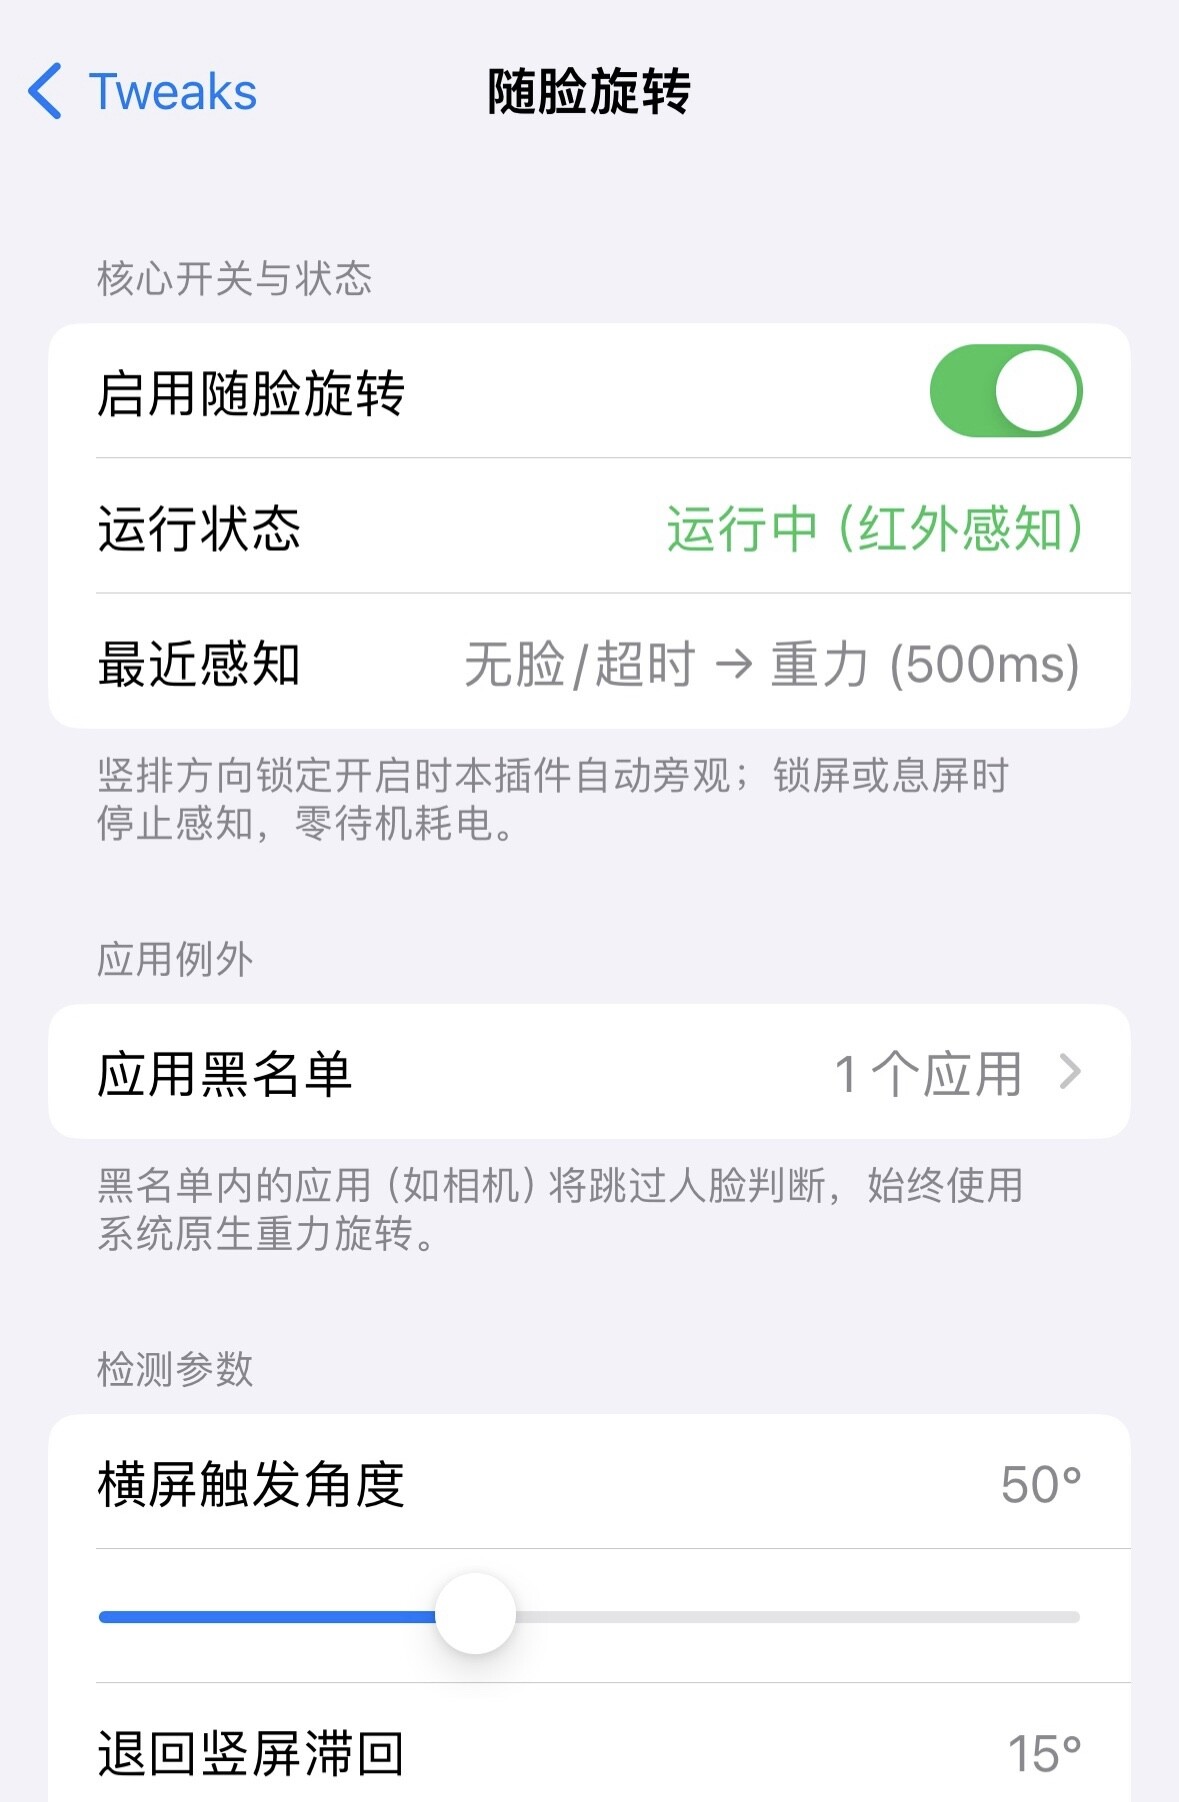 Tweaks
随脸旋转
核心开关与状态
启用随脸旋转
运行状态
运行中（红外感知）
最近感知
无脸/超时 → 重力 (500ms)
竖排方向锁定开启时本插件自动旁观；锁屏或息屏时
停止感知，零待机耗电。
应用例外
应用黑名单
1 个应用
黑名单内的应用（如相机）将跳过人脸判断，始终使用
系统原生重力旋转。
检测参数
横屏触发角度
50°
退回竖屏滞回
15°